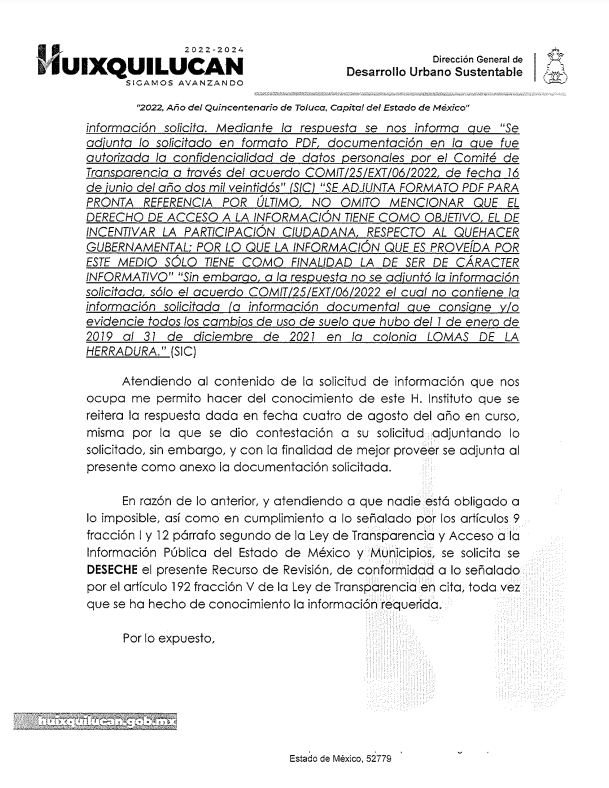 2022-2024
HUIXQUILUCAN
SIGAMOS AVANZANDO
Dirección General de
Desarrollo Urbano Sustentable
"2022, Año del Quincentenario de Toluca, Capital del Estado de México"
información solicita. Mediante la respuesta se nos informa que "Se
adjunta lo solicitado en formato PDF, documentación en la que fue
autorizada la confidencialidad de datos personales por el Comité de
Transparencia a través del acuerdo COMIT/25/EXT/06/2022, de fecha 16
de junio del año dos mil veintidós" (SIC) "SE ADJUNTA FORMATO PDF PARA
PRONTA REFERENCIA POR ÚLTIMO, NO OMITO MENCIONAR QUE EL
DERECHO DE ACCESO A LA INFORMACIÓN TIENE COMO OBJETIVO, EL DE
INCENTIVAR LA PARTICIPACIÓN CIUDADANA, RESPECTO AL QUEHACER
GUBERNAMENTAL; POR LO QUE LA INFORMACIÓN QUE ES PROVEÍDA POR
ESTE MEDIO SÓLO TIENE COMO FINALIDAD LA DE SER DE CÁRACTER
INFORMATIVO" "Sin embargo, a la respuesta no se adjuntó la información
solicitada, sólo el acuerdo COMIT/25/EXT/06/2022 el cual no contiene la
información solicitada (a información documental que consigne y/o
evidencie todos los cambios de uso de suelo que hubo del 1 de enero de
2019 al 31 de diciembre de 2021 en la colonia LOMAS DE LA
HERRADURA." (SIC)
Atendiendo al contenido de la solicitud de información que nos
ocupa me permito hacer del conocimiento de este H. Instituto que se
reitera la respuesta dada en fecha cuatro de agosto del año en curso,
misma por la que se dio contestación a su solicitud adjuntando lo
solicitado, sin embargo, y con la finalidad de mejor proveer se adjunta al
presente como anexo la documentación solicitada.
En razón de lo anterior, y atendiendo a que nadie está obligado a
lo imposible, así como en cumplimiento a lo señalado por los artículos 9
fracción I y 12 párrafo segundo de la Ley de Transparencia y Acceso a la
Información Pública del Estado de México y Municipios, se solicita se
DESECHE el presente Recurso de Revisión, de conformidad a lo señalado
por el artículo 192 fracción V de la Ley de Transparencia en cita, toda vez
que se ha hecho de conocimiento la información requerida.
Por lo expuesto,
huixquilucan.gob.mx
Estado de México, 52779